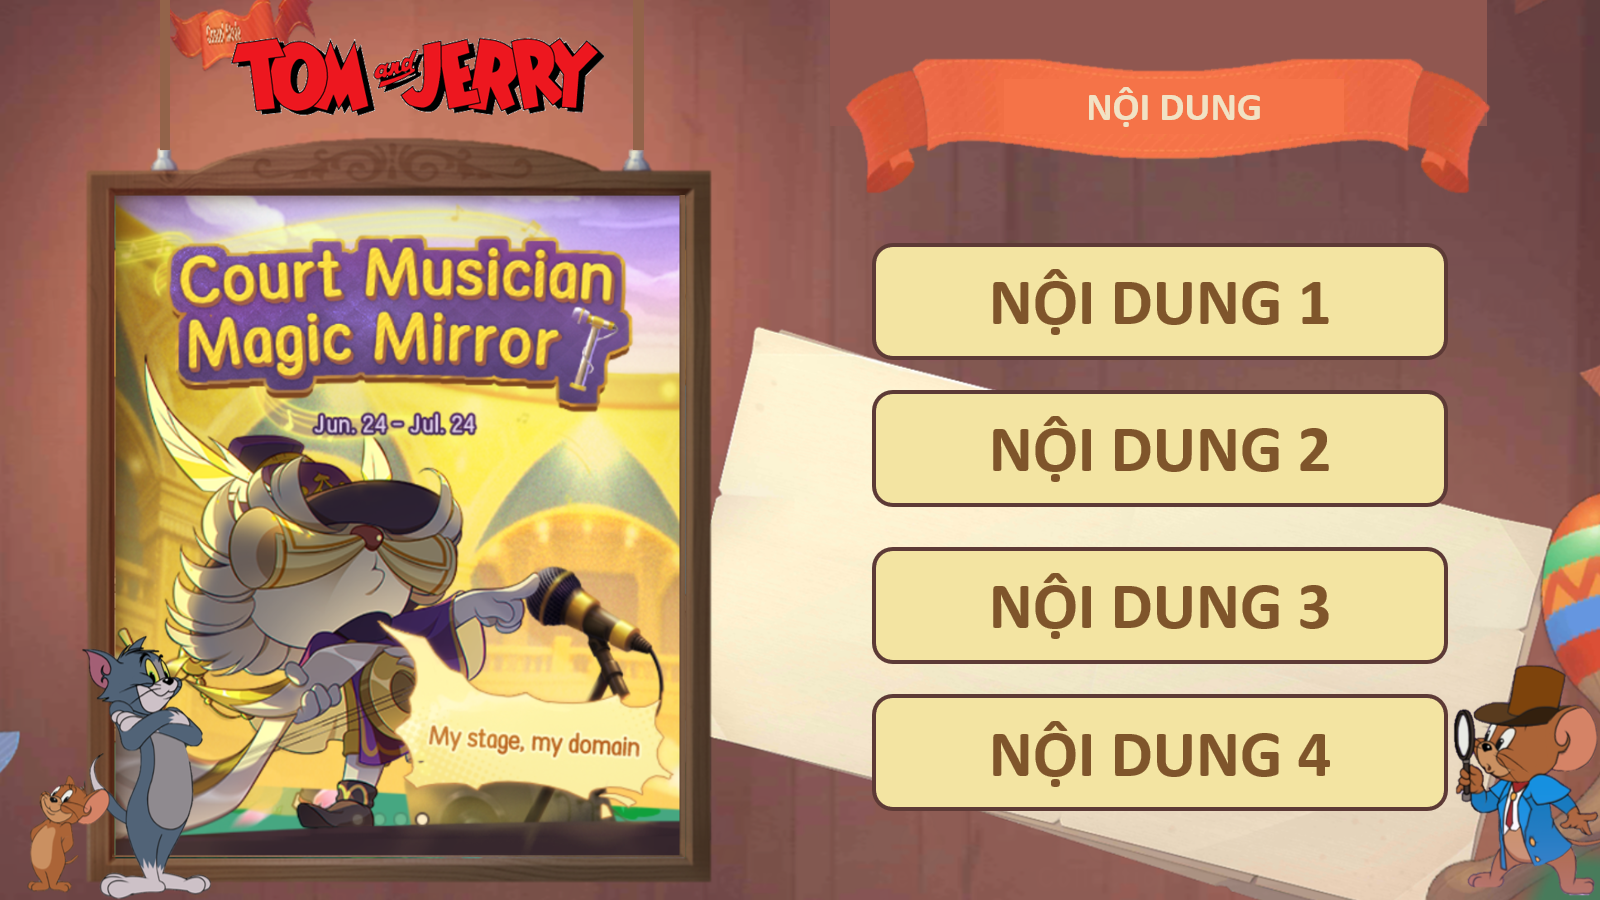 TOM and JERRY
Court Musician
Magic Mirror
Jun. 24 - Jul. 24
My stage, my domain
NỘI DUNG
NỘI DUNG 1
NỘI DUNG 2
NỘI DUNG 3
NỘI DUNG 4